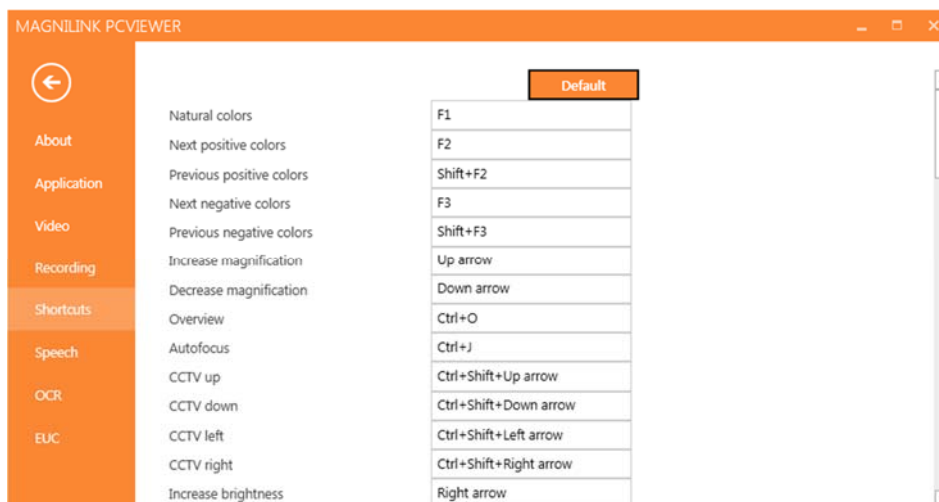 MAGNILINK PCVIEWER
Default
About
Application
Video
Recording
Shortcuts
Speech
OCR
EUC
Natural colors F1
Next positive colors F2
Previous positive colors Shift+F2
Next negative colors F3
Previous negative colors Shift+F3
Increase magnification Up arrow
Decrease magnification Down arrow
Overview Ctrl+O
Autofocus Ctrl+J
CCTV up Ctrl+Shift+Up arrow
CCTV down Ctrl+Shift+Down arrow
CCTV left Ctrl+Shift+Left arrow
CCTV right Ctrl+Shift+Right arrow
Increase brightness Right arrow